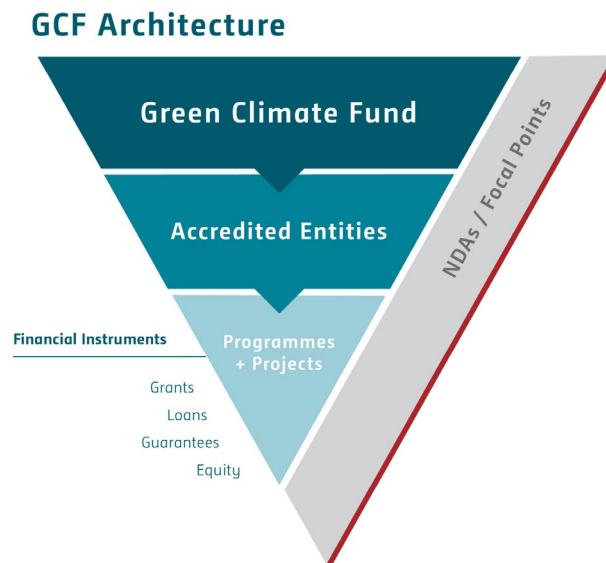 GCF Architecture
Green Climate Fund
Accredited Entities
NDAs / Focal Points
Programmes
+ Projects
Financial Instruments
Grants
Loans
Guarantees
Equity